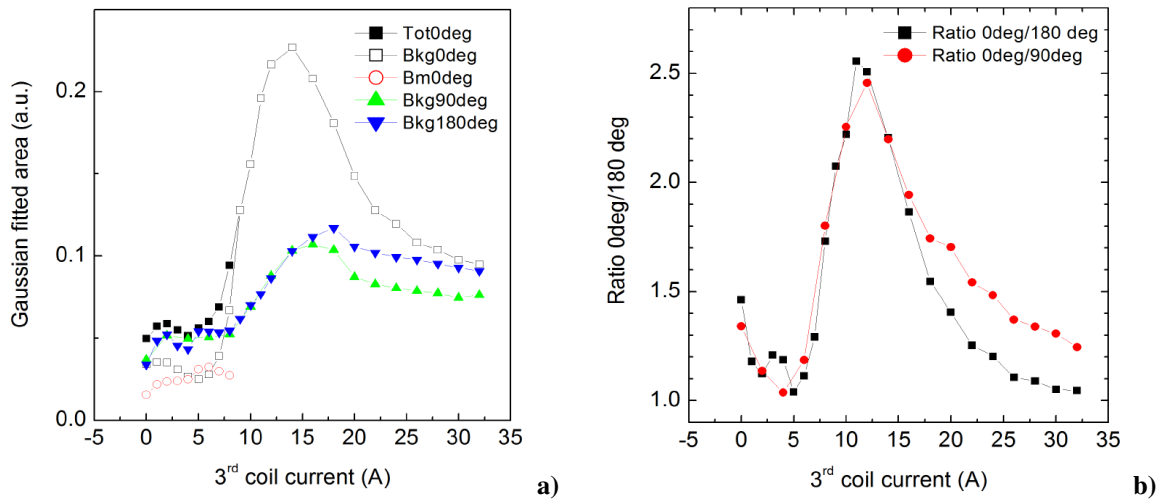 Tot0deg
Bkg0deg
Bm0deg
Bkg90deg
Bkg180deg
0.2
0.1
0.0
Gaussian fitted area (a.u.)
-5 0 5 10 15 20 25 30 35
3rd coil current (A)
a)
Ratio 0deg/180 deg
Ratio 0deg/90deg
2.5
2.0
1.5
1.0
Ratio 0deg/180 deg
-5 0 5 10 15 20 25 30 35
3rd coil current (A)
b)